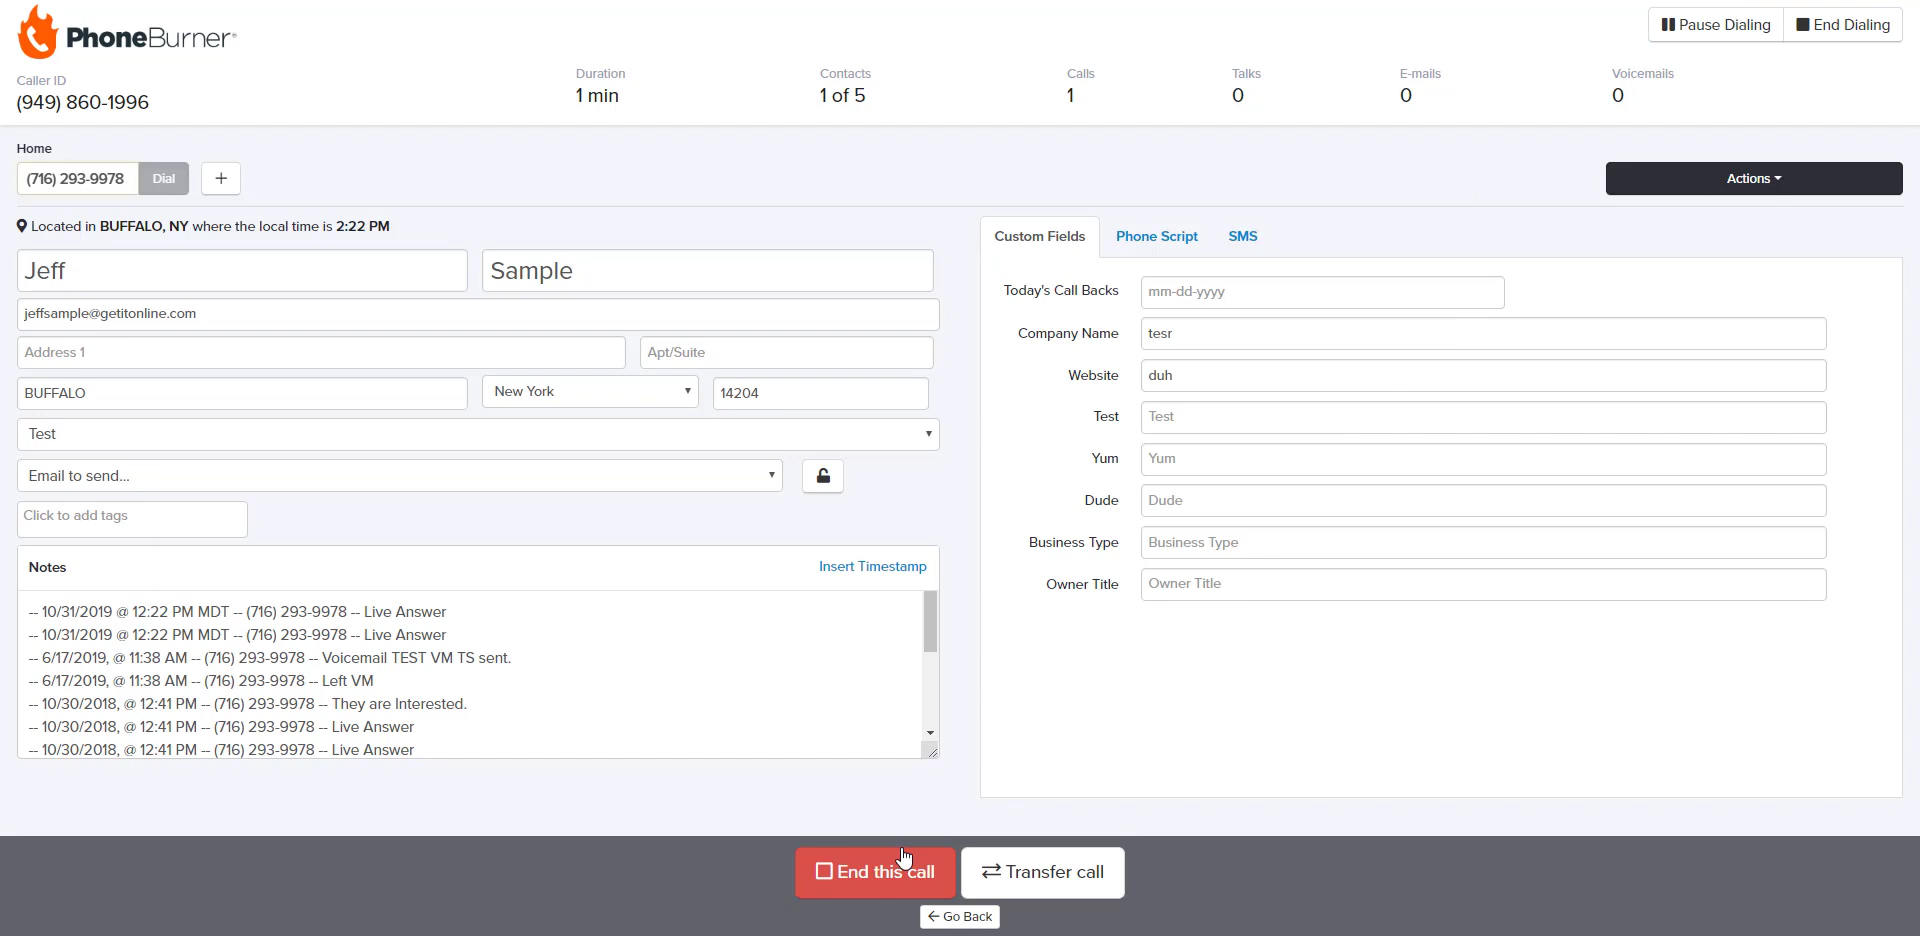 PhoneBurner
Pause Dialing
End Dialing
Caller ID
(949) 860-1996
Duration
1 min
Contacts
1 of 5
Calls
1
Talks
0
E-mails
0
Voicemails
0
Home
(716) 293-9978
Dial
+
Actions
Located in BUFFALO, NY where the local time is 2:22 PM
Jeff
Sample
jeffsample@getitonline.com
Address 1
Apt/Suite
BUFFALO
New York
14204
Test
Email to send...
Click to add tags
Notes
Insert Timestamp
-- 10/31/2019 @ 12:22 PM MDT -- (716) 293-9978 -- Live Answer
-- 10/31/2019 @ 12:22 PM MDT -- (716) 293-9978 -- Live Answer
-- 6/17/2019, @ 11:38 AM -- (716) 293-9978 -- Voicemail TEST VM TS sent.
-- 6/17/2019, @ 11:38 AM -- (716) 293-9978 -- Left VM
-- 10/30/2018, @ 12:41 PM -- (716) 293-9978 -- They are Interested.
-- 10/30/2018, @ 12:41 PM -- (716) 293-9978 -- Live Answer
-- 10/30/2018, @ 12:41 PM -- (716) 293-9978 -- Live Answer
Custom Fields
Phone Script
SMS
Today's Call Backs
mm-dd-yyyy
Company Name
tesr
Website
duh
Test
Test
Yum
Yum
Dude
Dude
Business Type
Business Type
Owner Title
Owner Title
End this call
Transfer call
Go Back